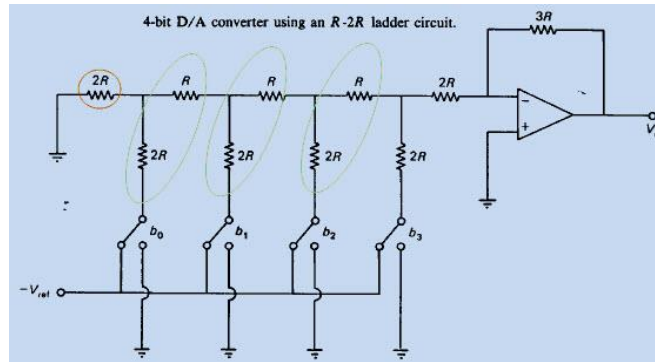 4-bit D/A converter using an R-2R ladder circuit.
3R
2R R R R 2R
2R 2R 2R 2R
b0 b1 b2 b3
-Vref